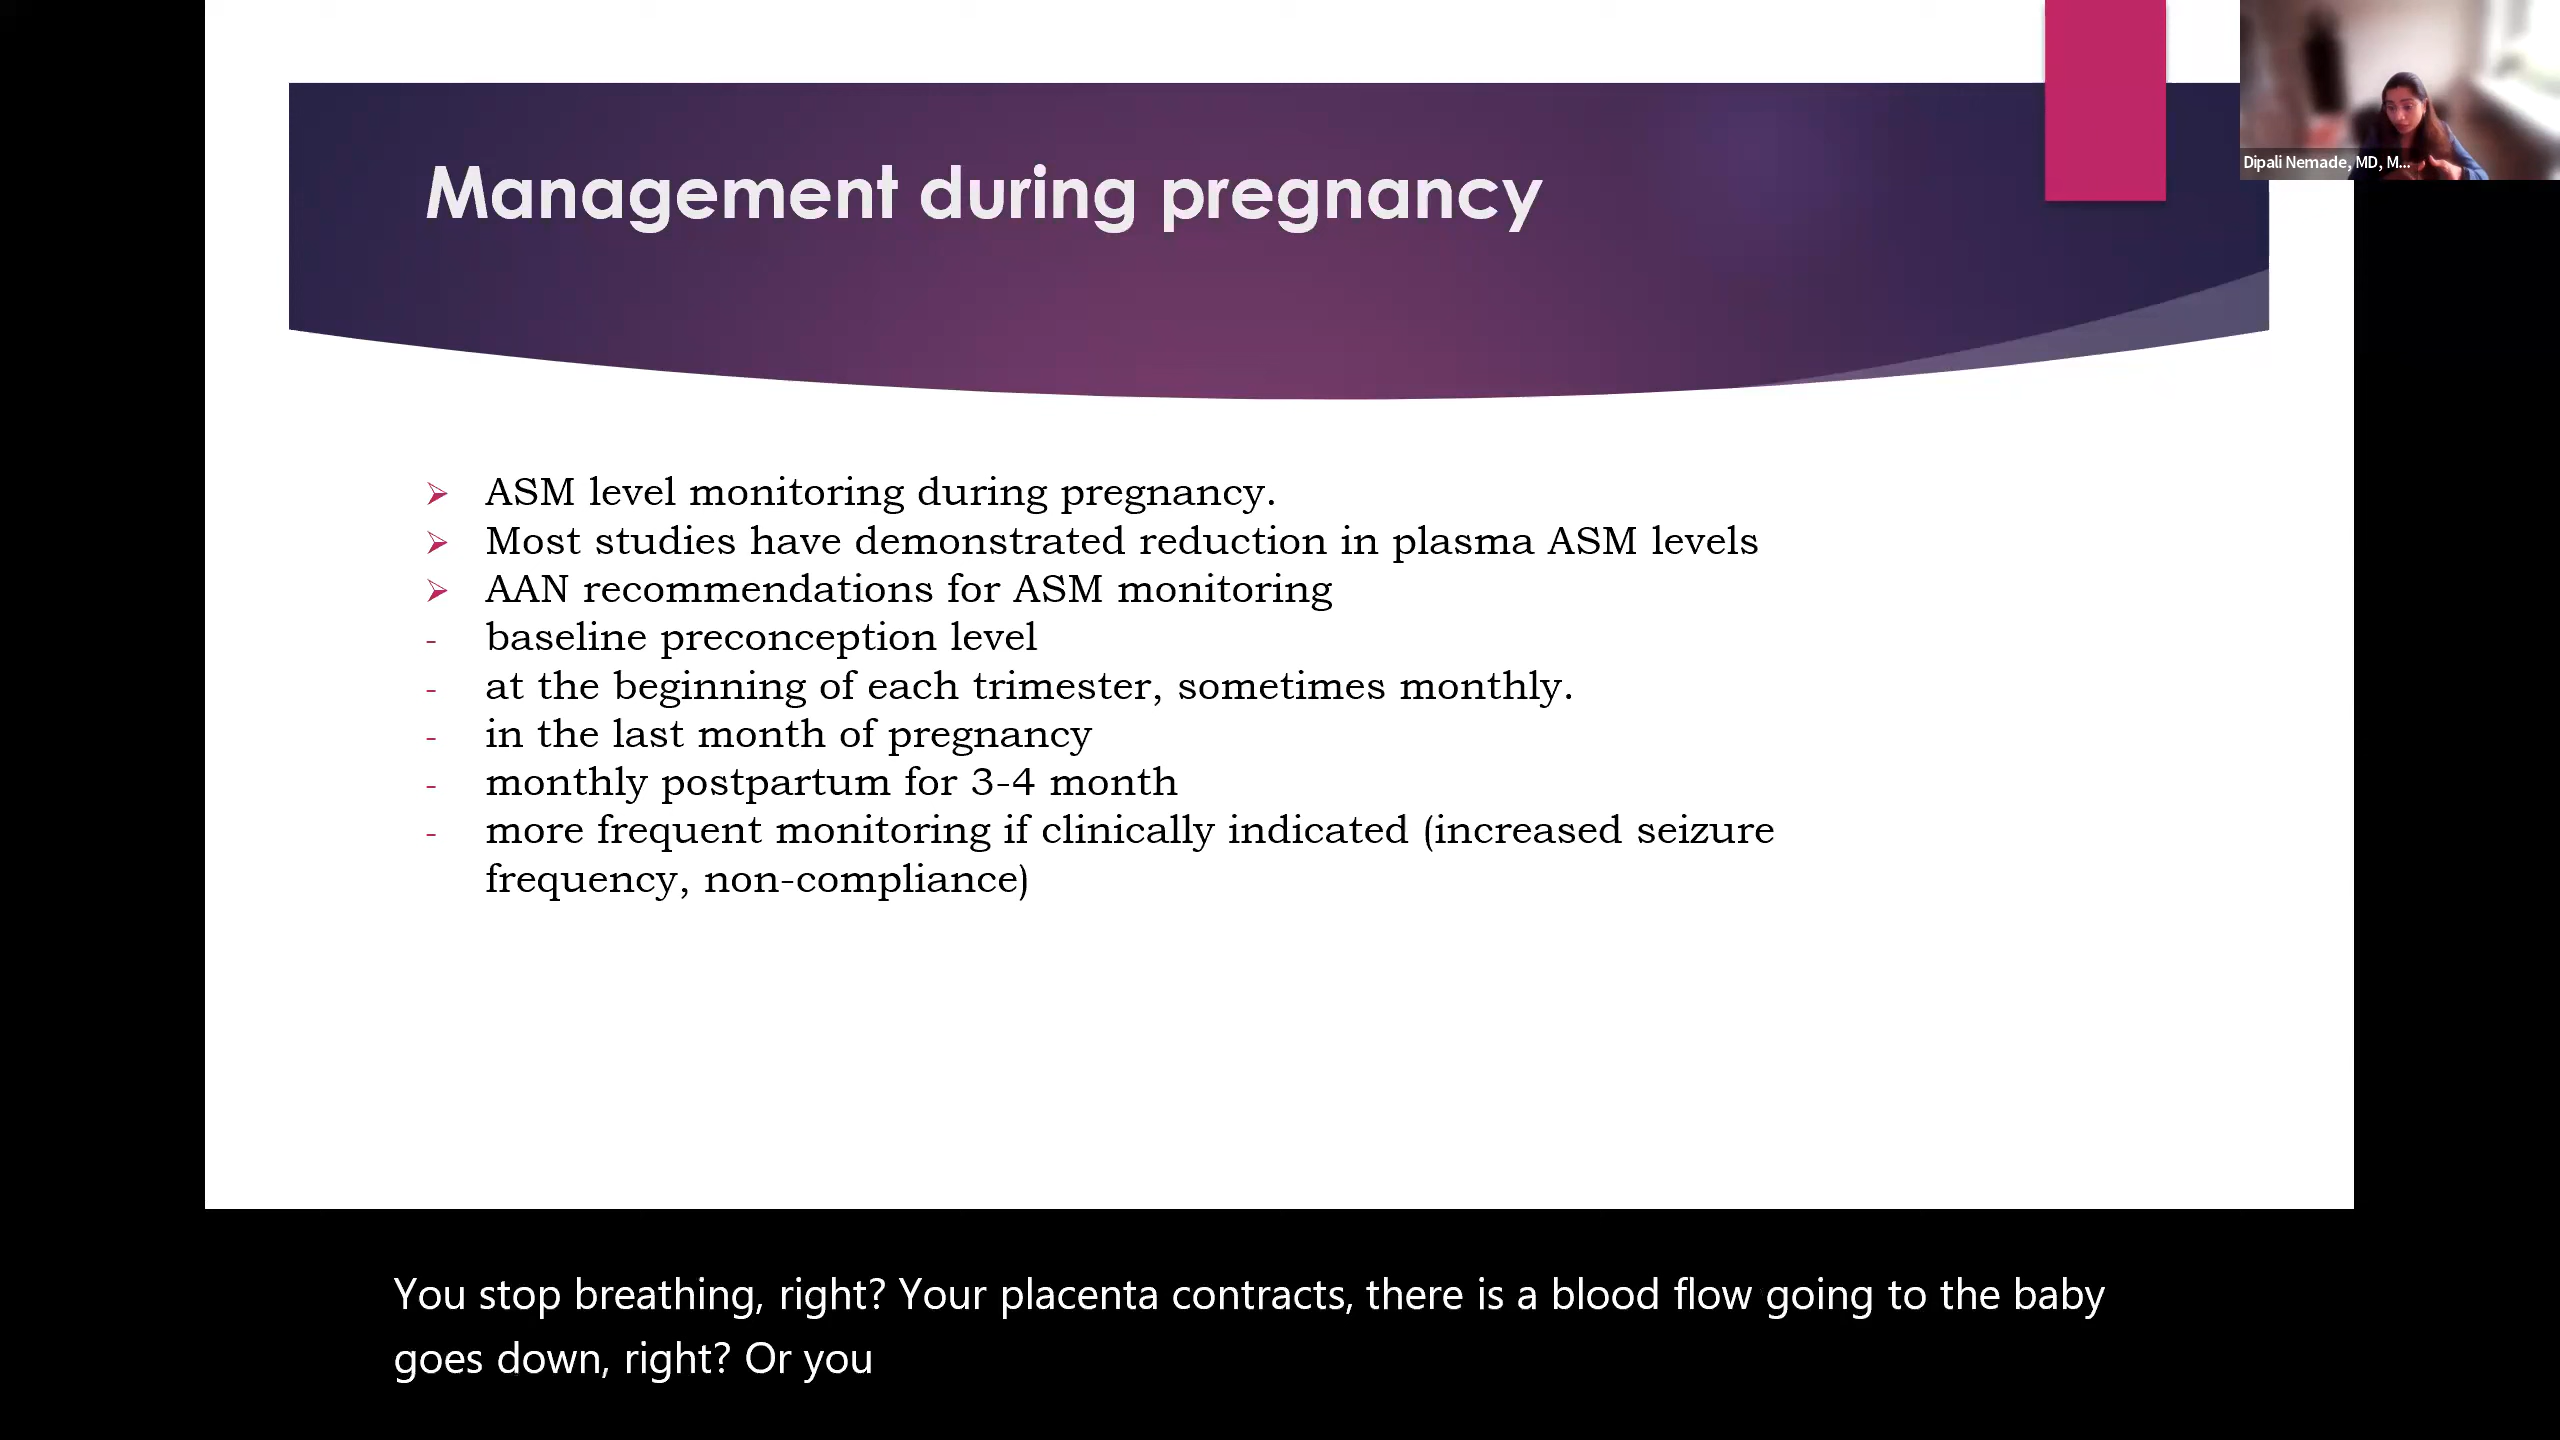 Management during pregnancy
Dipali Nemade, MD, M...
➢ ASM level monitoring during pregnancy.
➢ Most studies have demonstrated reduction in plasma ASM levels
➢ AAN recommendations for ASM monitoring
- baseline preconception level
- at the beginning of each trimester, sometimes monthly.
- in the last month of pregnancy
- monthly postpartum for 3-4 month
- more frequent monitoring if clinically indicated (increased seizure
frequency, non-compliance)
You stop breathing, right? Your placenta contracts, there is a blood flow going to the baby
goes down, right? Or you